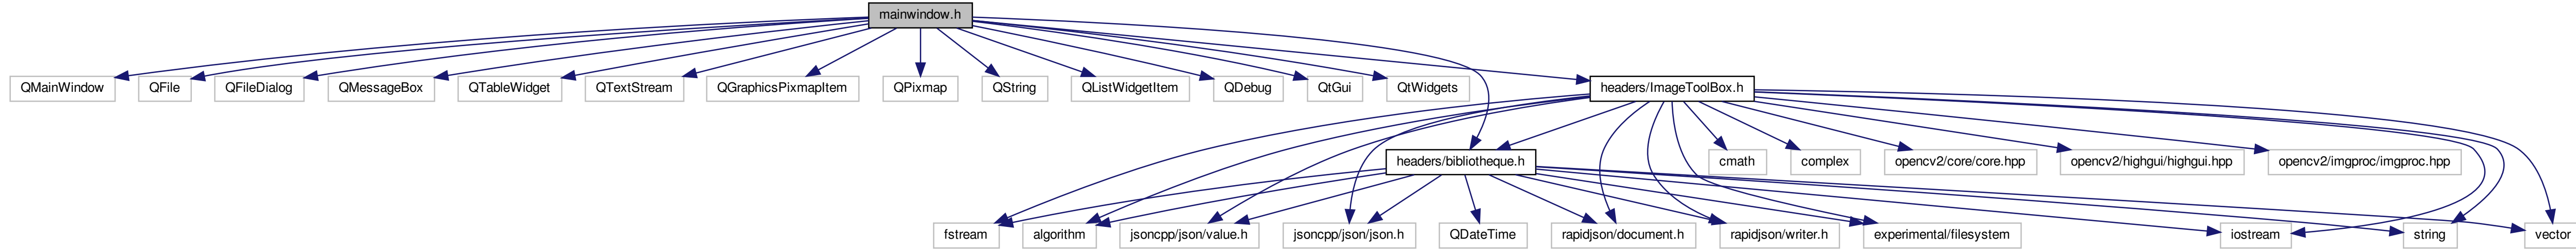 mainwindow.h
QMainWindow
QFile
QFileDialog
QMessageBox
QTableWidget
QTextStream
QGraphicsPixmapItem
QPixmap
QString
QListWidgetItem
QDebug
QtGui
QtWidgets
headers/ImageToolBox.h
headers/bibliotheque.h
cmath
complex
opencv2/core/core.hpp
opencv2/highgui/highgui.hpp
opencv2/imgproc/imgproc.hpp
fstream
algorithm
jsoncpp/json/value.h
jsoncpp/json/json.h
QDateTime
rapidjson/document.h
rapidjson/writer.h
experimental/filesystem
iostream
string
vector